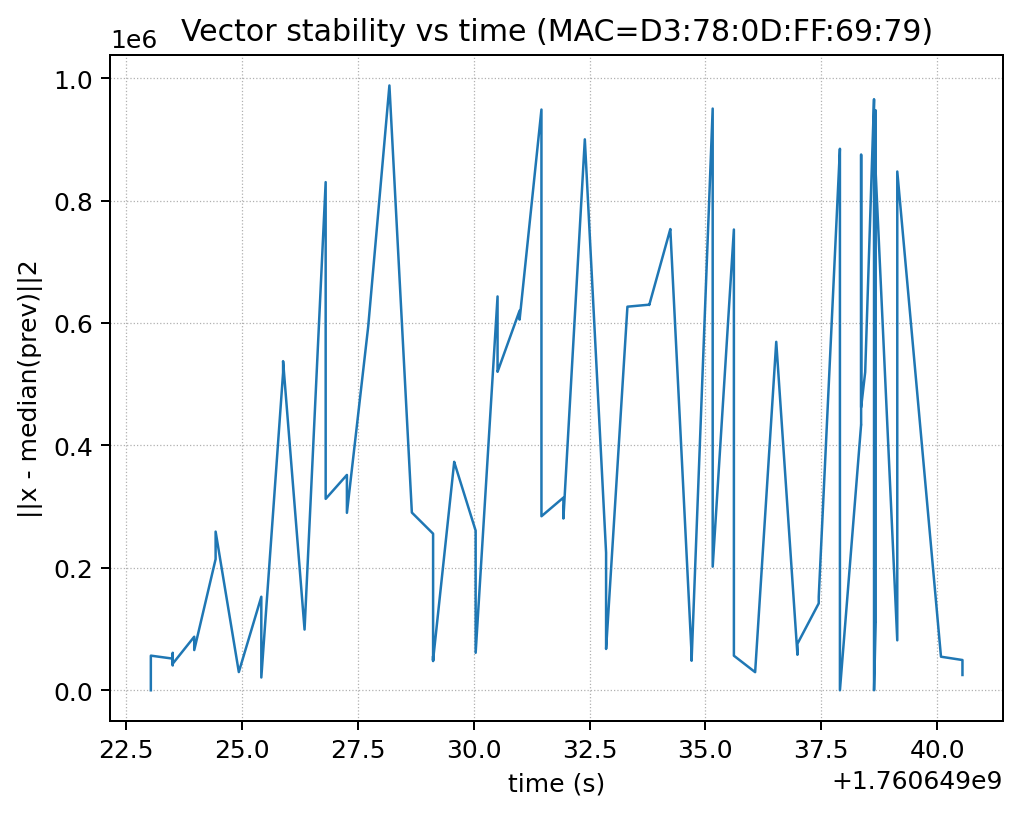 1e6
Vector stability vs time (MAC=D3:78:0D:FF:69:79)
||x - median(prev)||2
1.0
0.8
0.6
0.4
0.2
0.0
22.5 25.0 27.5 30.0 32.5 35.0 37.5 40.0
time (s)
+1.760649e9